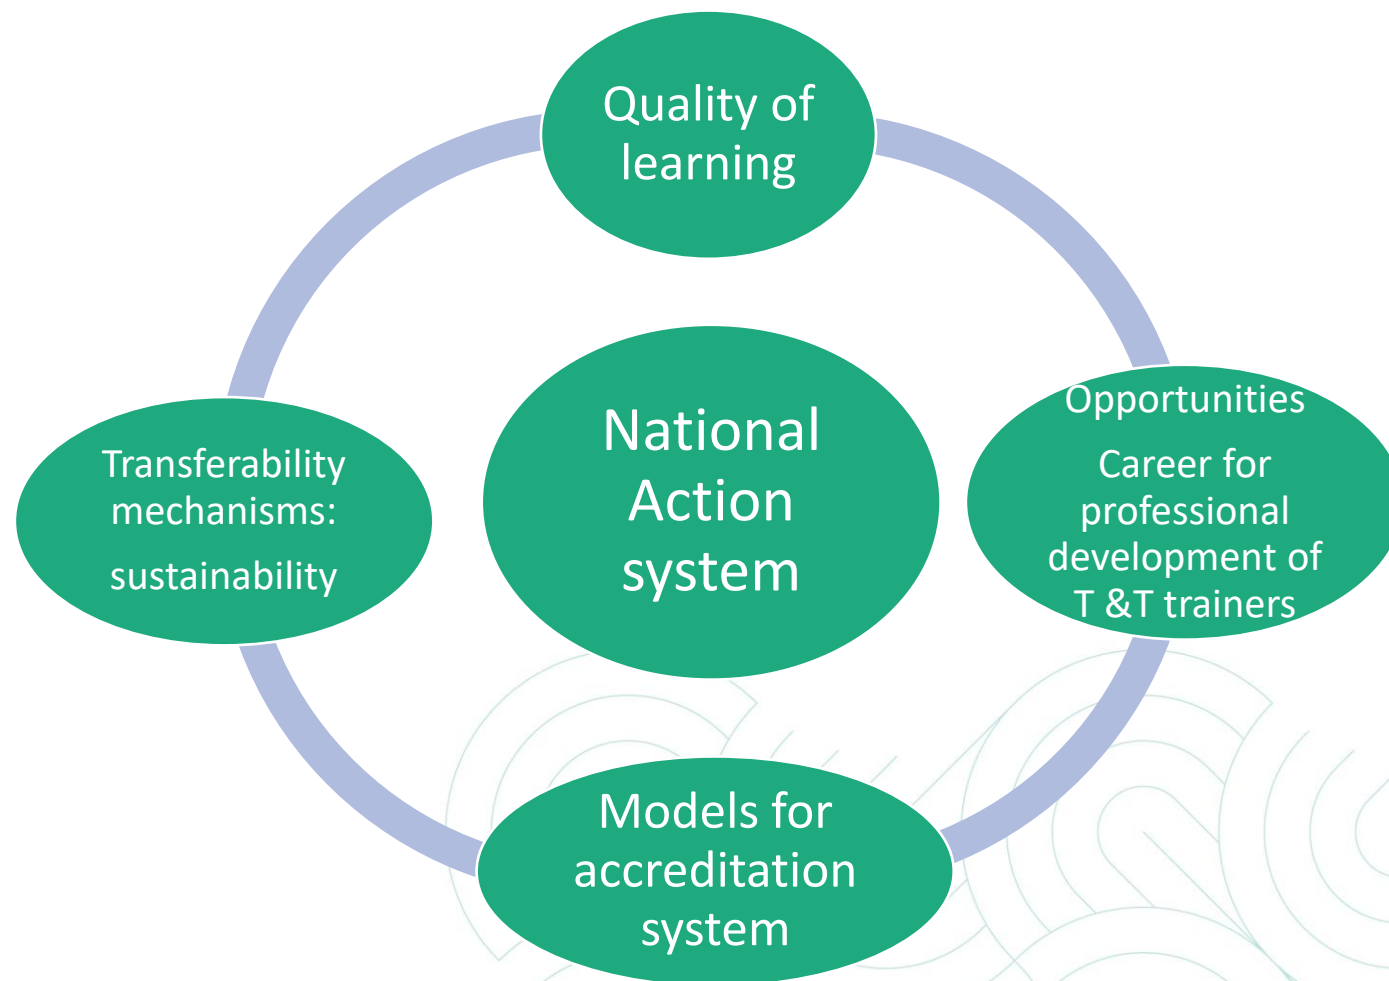 Quality of
learning
National
Action
system
Opportunities
Career for
professional
development of
T &T trainers
Models for
accreditation
system
Transferability
mechanisms:
sustainability